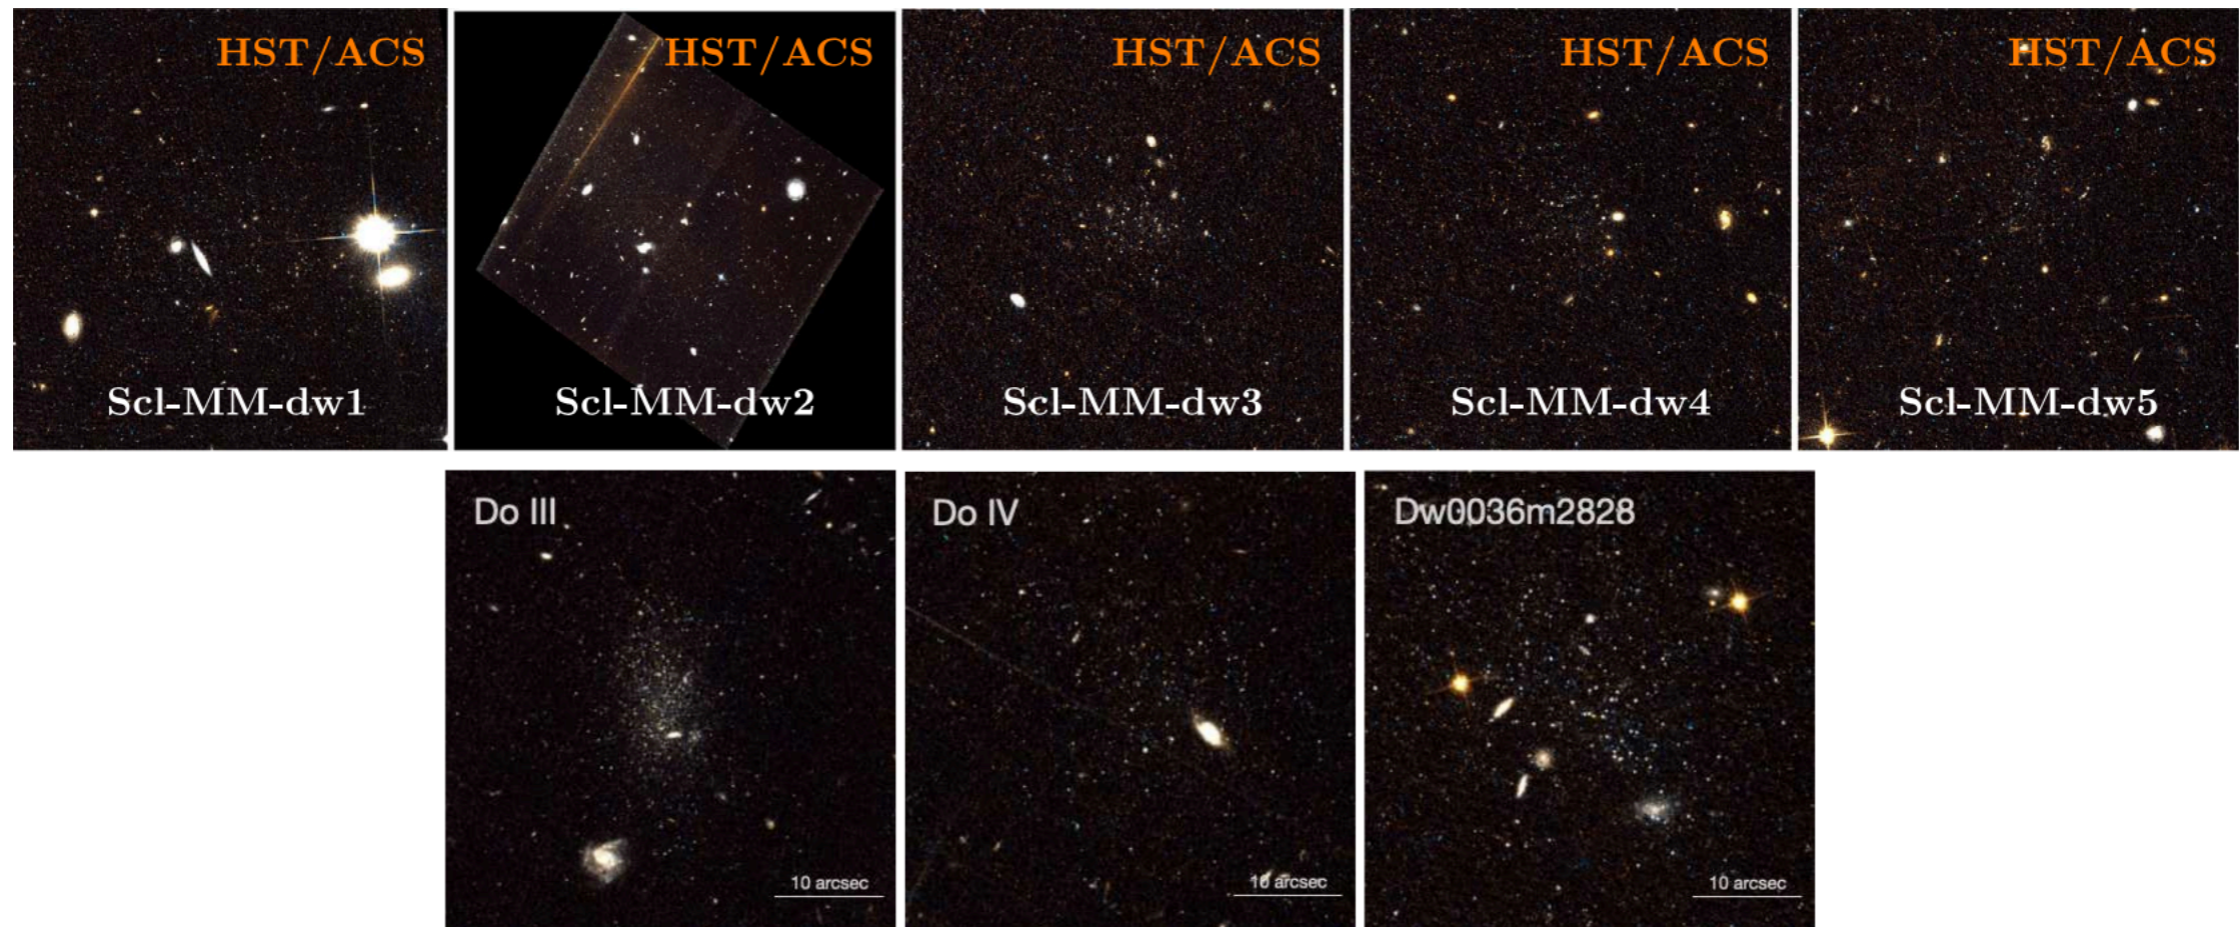 HST/ACS
Scl-MM-dw1
HST/ACS
Scl-MM-dw2
HST/ACS
Scl-MM-dw3
HST/ACS
Scl-MM-dw4
HST/ACS
Scl-MM-dw5
Do III
10 arcsec
Do IV
10 arcsec
Dw0036m2828
10 arcsec